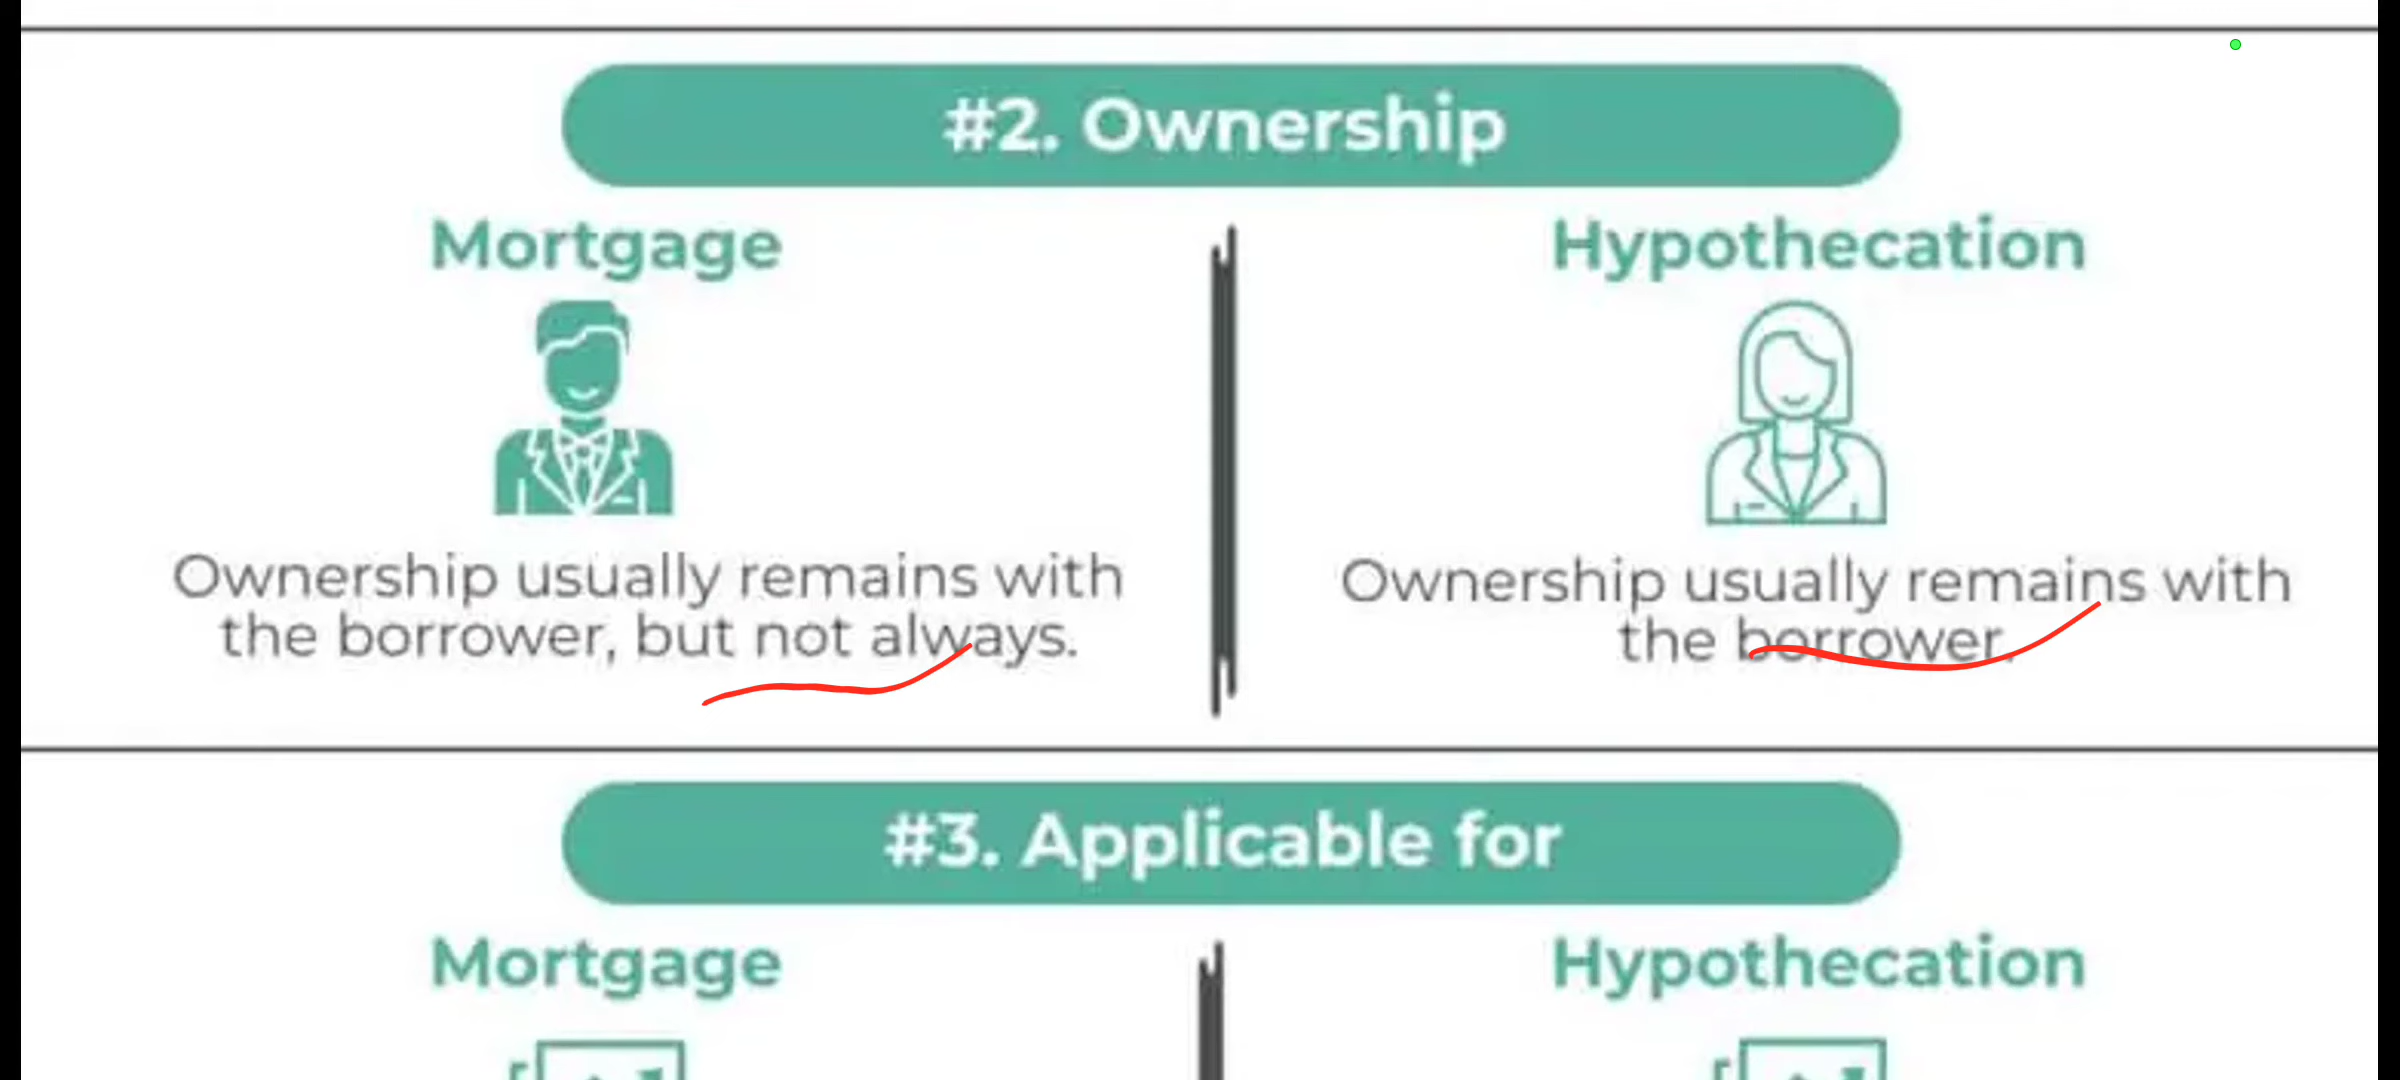 #2. Ownership
Mortgage
Hypothecation
Ownership usually remains with
the borrower, but not always.
Ownership usually remains with
the borrower.
#3. Applicable for
Mortgage
Hypothecation